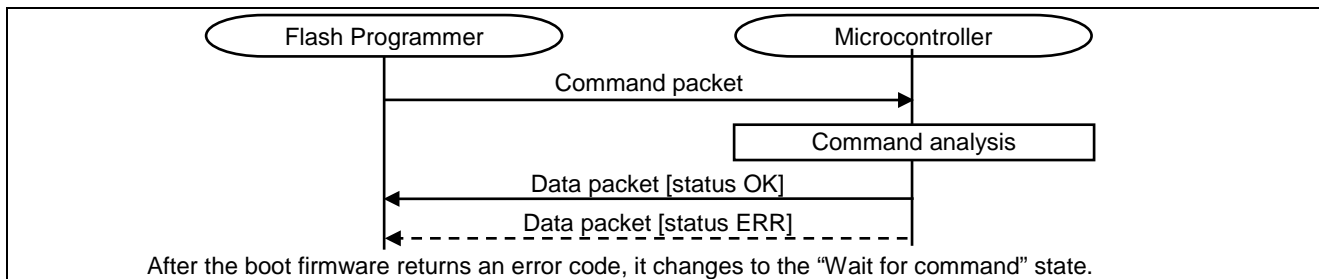 Flash Programmer
Microcontroller
Command packet
Command analysis
Data packet [status OK]
Data packet [status ERR]
After the boot firmware returns an error code, it changes to the “Wait for command” state.